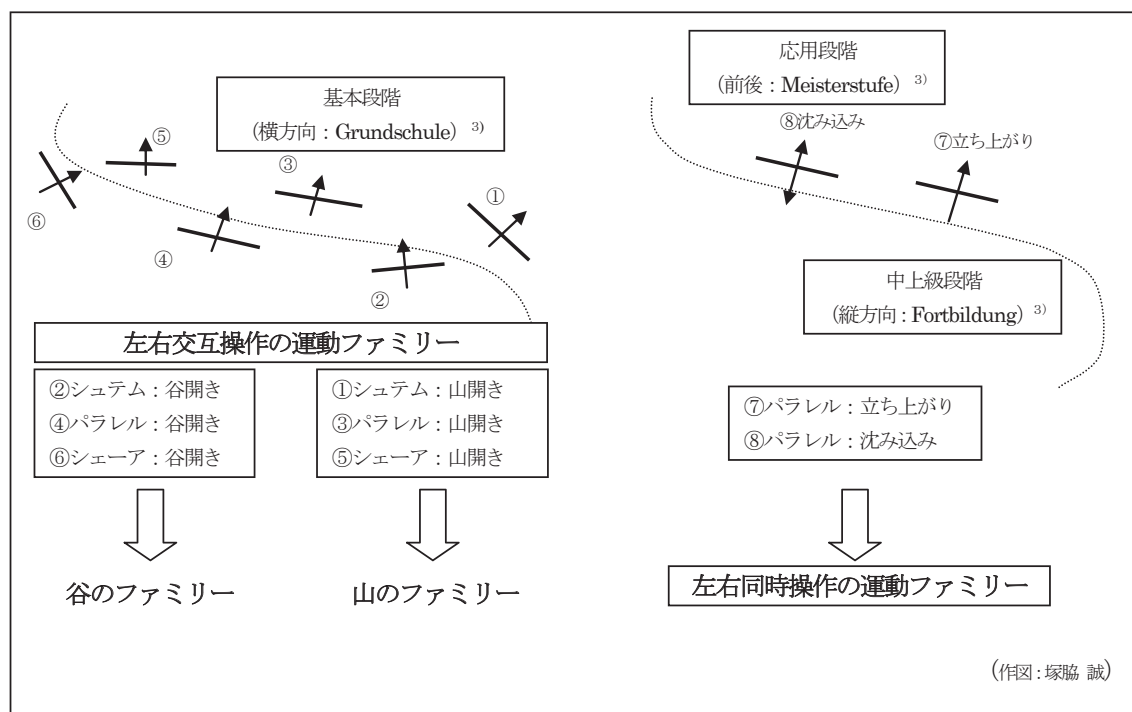 基本段階
(横方向：Grundschule) 3)
⑤
③
①
⑥
④
②
左右交互操作の運動ファミリー
②シュテム：谷開き
④パラレル：谷開き
⑥シェーア：谷開き
①シュテム：山開き
③パラレル：山開き
⑤シェーア：山開き
谷のファミリー
山のファミリー
応用段階
(前後：Meisterstufe) 3)
⑧沈み込み
⑦立ち上がり
中上級段階
(縦方向：Fortbildung) 3)
⑦パラレル：立ち上がり
⑧パラレル：沈み込み
左右同時操作の運動ファミリー
(作図：塚脇 誠)